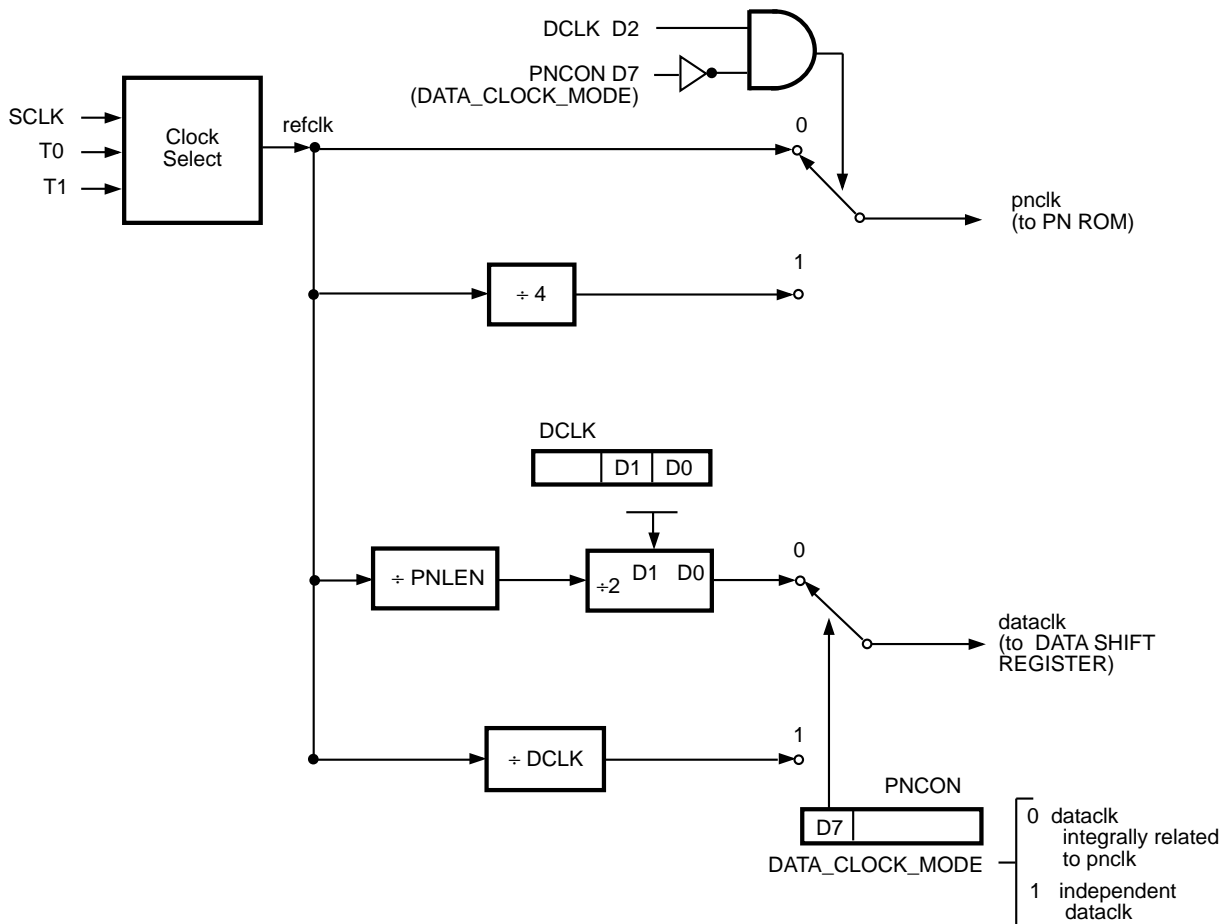 DCLK D2
PNCON D7
(DATA_CLOCK_MODE)
SCLK
T0
T1
Clock
Select
refclk
0
pnclk
(to PN ROM)
1
÷ 4
DCLK
D1 D0
÷ PNLEN
÷2 D1 D0
0
dataclk
(to DATA SHIFT
REGISTER)
÷ DCLK
1
PNCON
D7
DATA_CLOCK_MODE
0 dataclk
integrally related
to pnclk
1 independent
dataclk